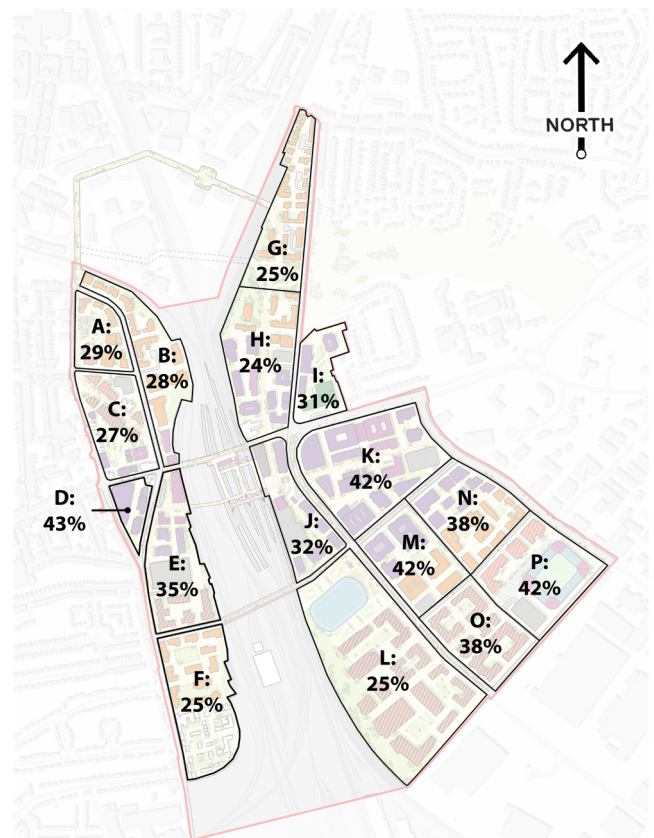 NORTH
G:
25%
A:
29%
B:
28%
H:
24%
I:
31%
C:
27%
K:
42%
D:
43%
N:
38%
J:
32%
M:
42%
E:
35%
P:
42%
O:
38%
L:
25%
F:
25%